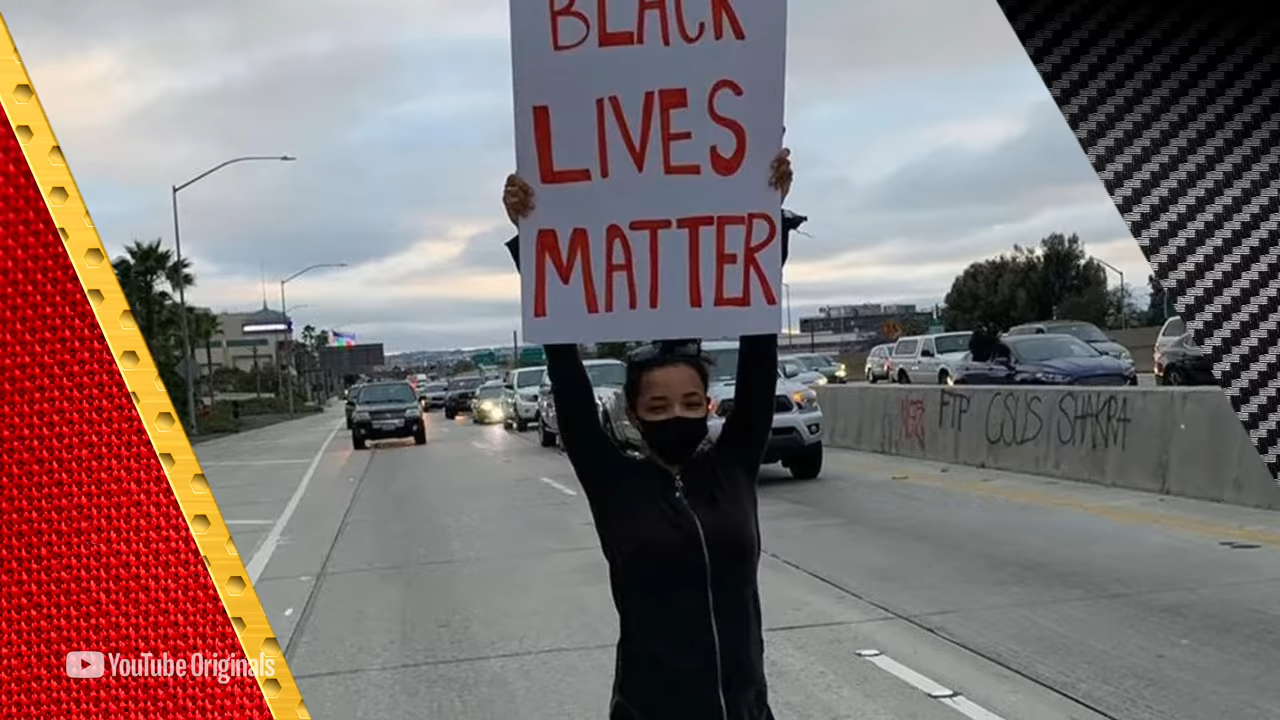 BLACK
LIVES
MATTER
FTP CSUS SHAKRA
YouTube Originals